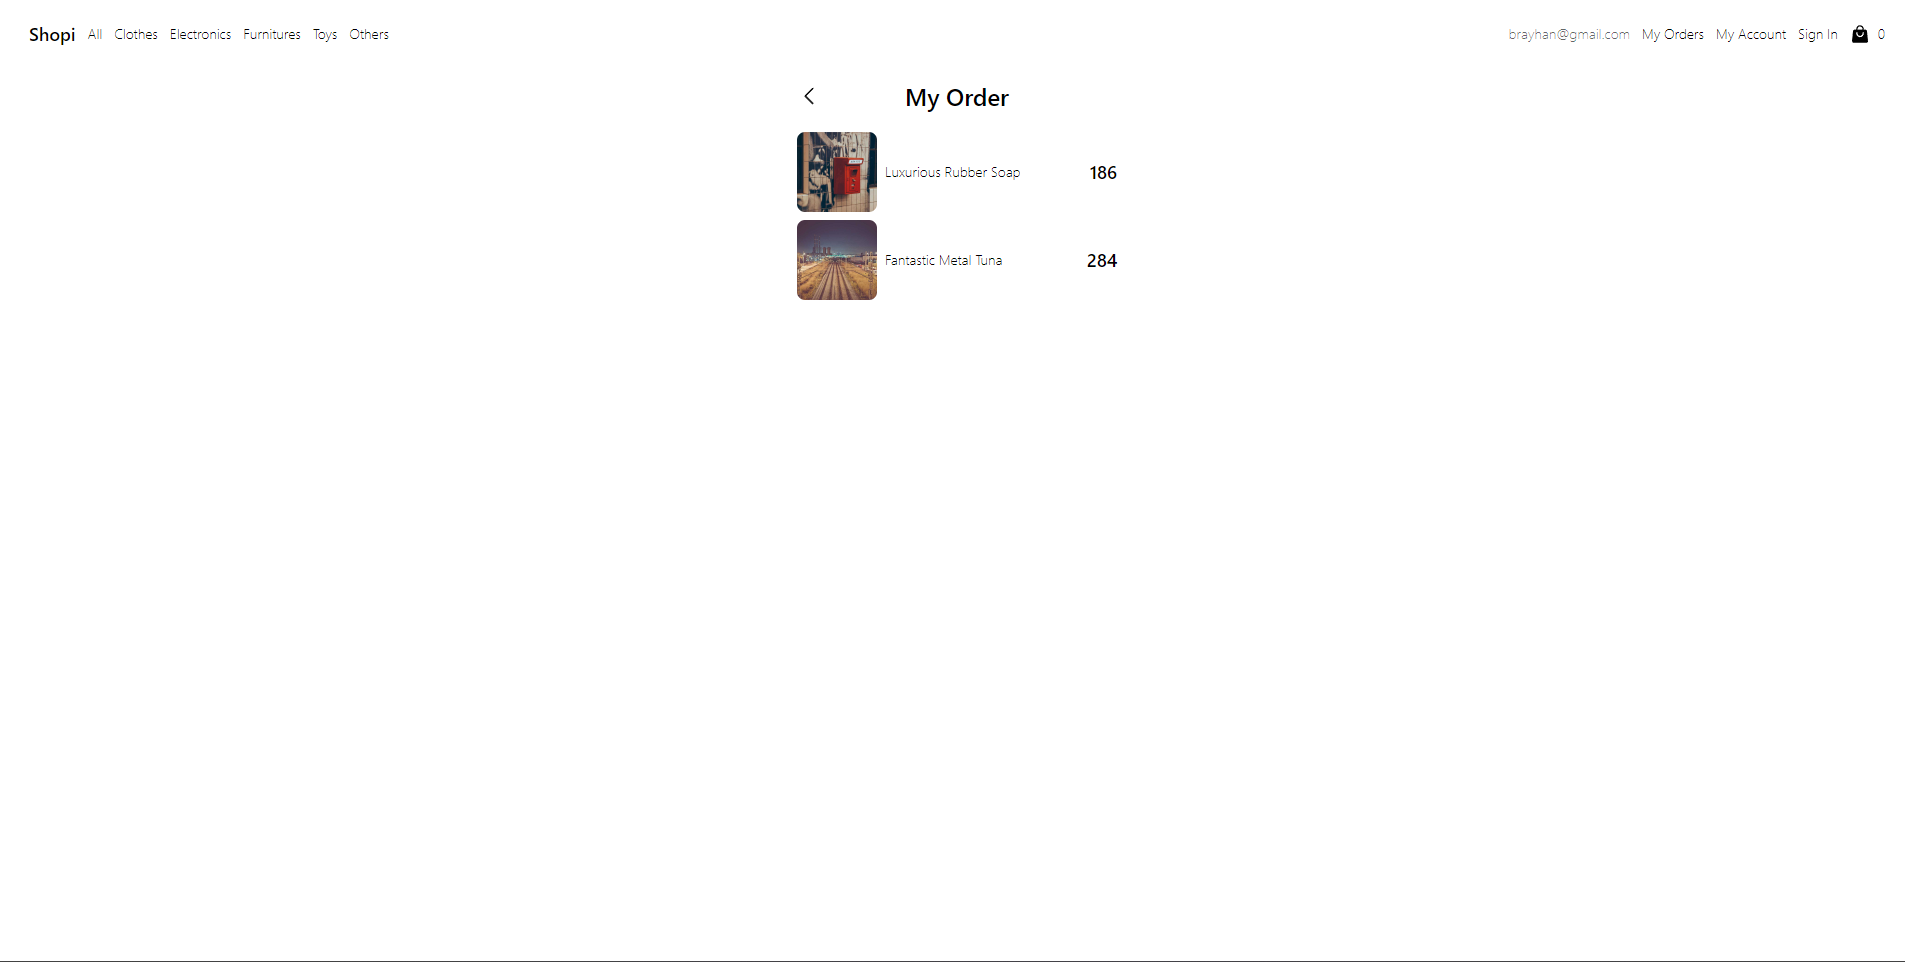 Shopi All Clothes Electronics Furnitures Toys Others brayhan@gmail.com My Orders My Account Sign In 0
My Order
Luxurious Rubber Soap 186
Fantastic Metal Tuna 284